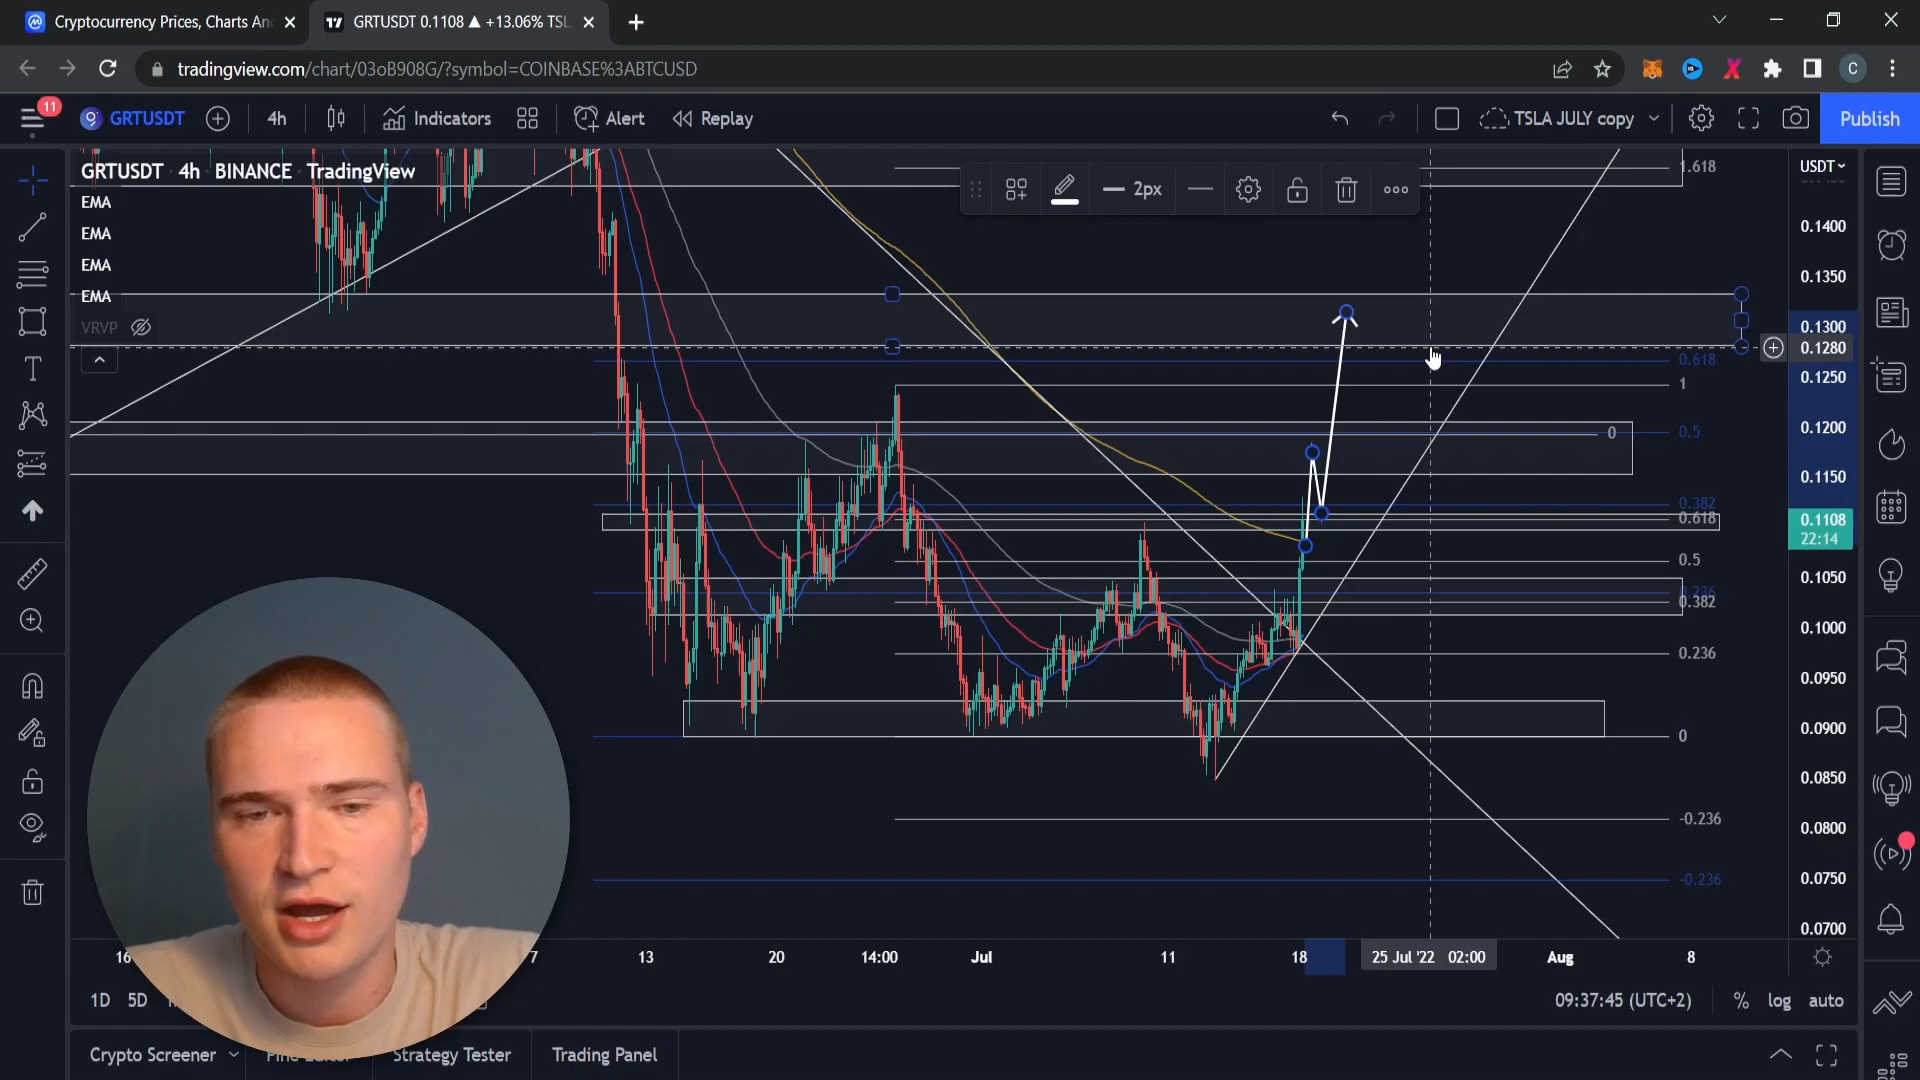 Cryptocurrency Prices, Charts An
GRTUSDT 0.1108 ▲ +13.06% TSL
tradingview.com/chart/03oB908G/?symbol=COINBASE%3ABTCUSD
C
11
GRTUSDT
4h
Indicators
Alert
Replay
TSLA JULY copy
Publish
GRTUSDT · 4h · BINANCE · TradingView
EMA
EMA
EMA
EMA
VRVP
2px
USDT
1.618
0.618
1
0
0.5
0.382
0.618
0.5
0.236
0.382
0.236
0
-0.236
-0.236
0.1400
0.1350
0.1300
0.1280
0.1250
0.1200
0.1150
0.1108
22:14
0.1050
0.1000
0.0950
0.0900
0.0850
0.0800
0.0750
0.0700
16
7
13
20
14:00
Jul
11
18
25 Jul '22 02:00
Aug
8
1D
5D
09:37:45 (UTC+2)
%
log
auto
Crypto Screener
Strategy Tester
Trading Panel